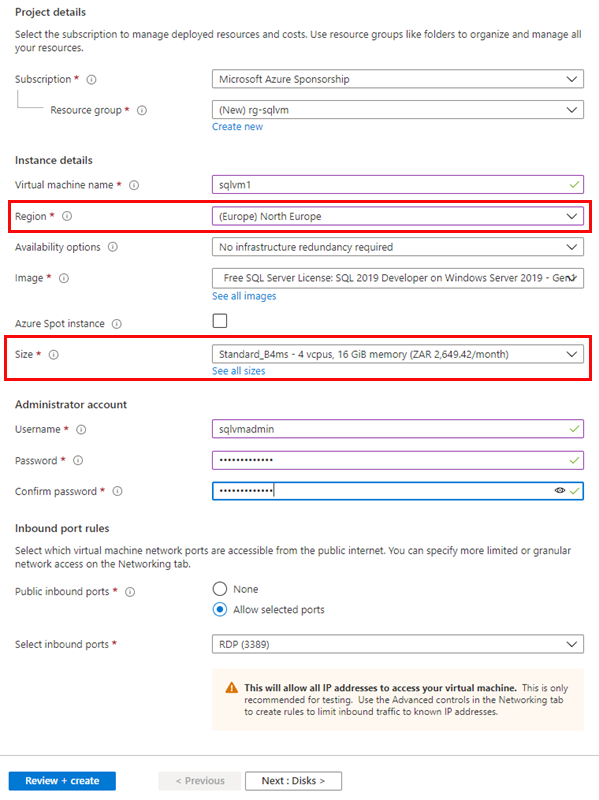 Project details
Select the subscription to manage deployed resources and costs. Use resource groups like folders to organize and manage all
your resources.
Subscription *
Microsoft Azure Sponsorship
Resource group *
(New) rg-sqlvm
Create new
Instance details
Virtual machine name *
sqlvm1
Region *
(Europe) North Europe
Availability options
No infrastructure redundancy required
Image *
Free SQL Server License: SQL 2019 Developer on Windows Server 2019 - Gen
See all images
Azure Spot instance
Size *
Standard_B4ms - 4 vcpus, 16 GiB memory (ZAR 2,649.42/month)
See all sizes
Administrator account
Username *
sqlvmadmin
Password *
•••••••••••••
Confirm password *
•••••••••••••
Inbound port rules
Select which virtual machine network ports are accessible from the public internet. You can specify more limited or granular
network access on the Networking tab.
Public inbound ports *
None
Allow selected ports
Select inbound ports *
RDP (3389)
This will allow all IP addresses to access your virtual machine. This is only
recommended for testing. Use the Advanced controls in the Networking tab
to create rules to limit inbound traffic to known IP addresses.
Review + create
< Previous
Next : Disks >